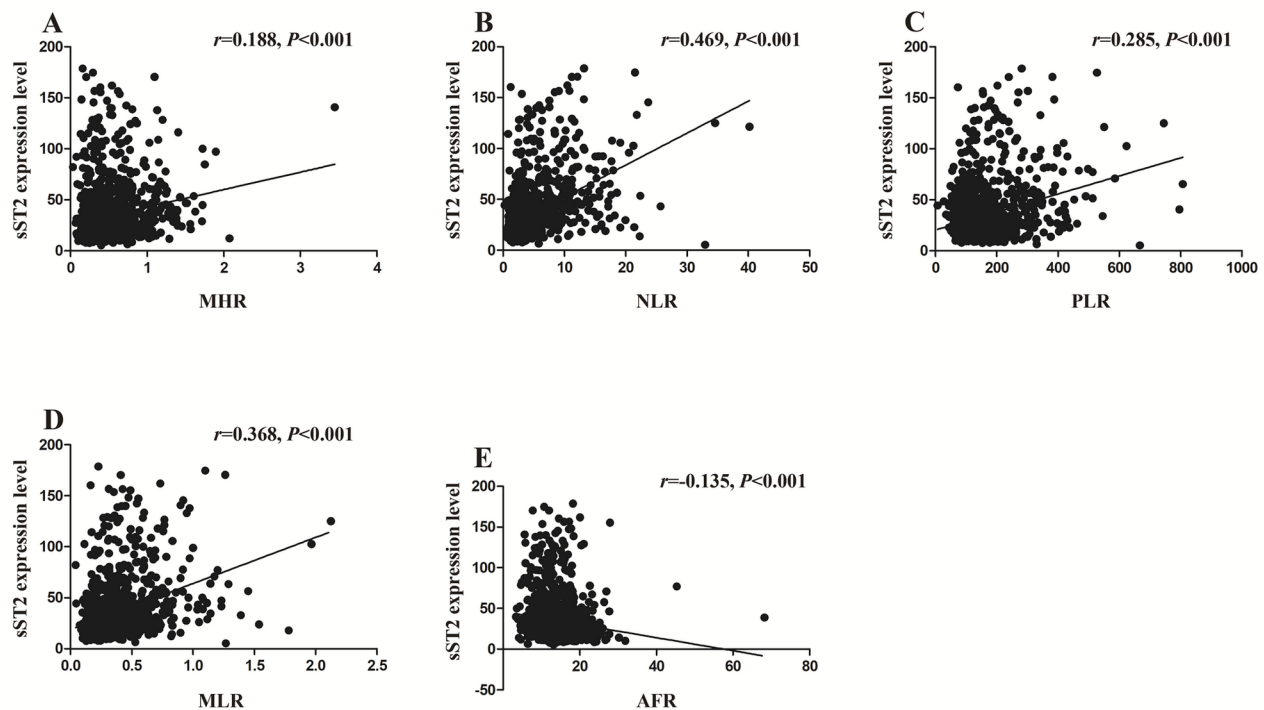 A
r=0.188, P<0.001
sST2 expression level
200
150
100
50
0
0 1 2 3 4
MHR
B
r=0.469, P<0.001
sST2 expression level
200
150
100
50
0
0 10 20 30 40 50
NLR
C
r=0.285, P<0.001
sST2 expression level
200
150
100
50
0
0 200 400 600 800 1000
PLR
D
r=0.368, P<0.001
sST2 expression level
200
150
100
50
0
0.0 0.5 1.0 1.5 2.0 2.5
MLR
E
r=-0.135, P<0.001
sST2 expression level
200
150
100
50
0
-50
20 40 60 80
AFR